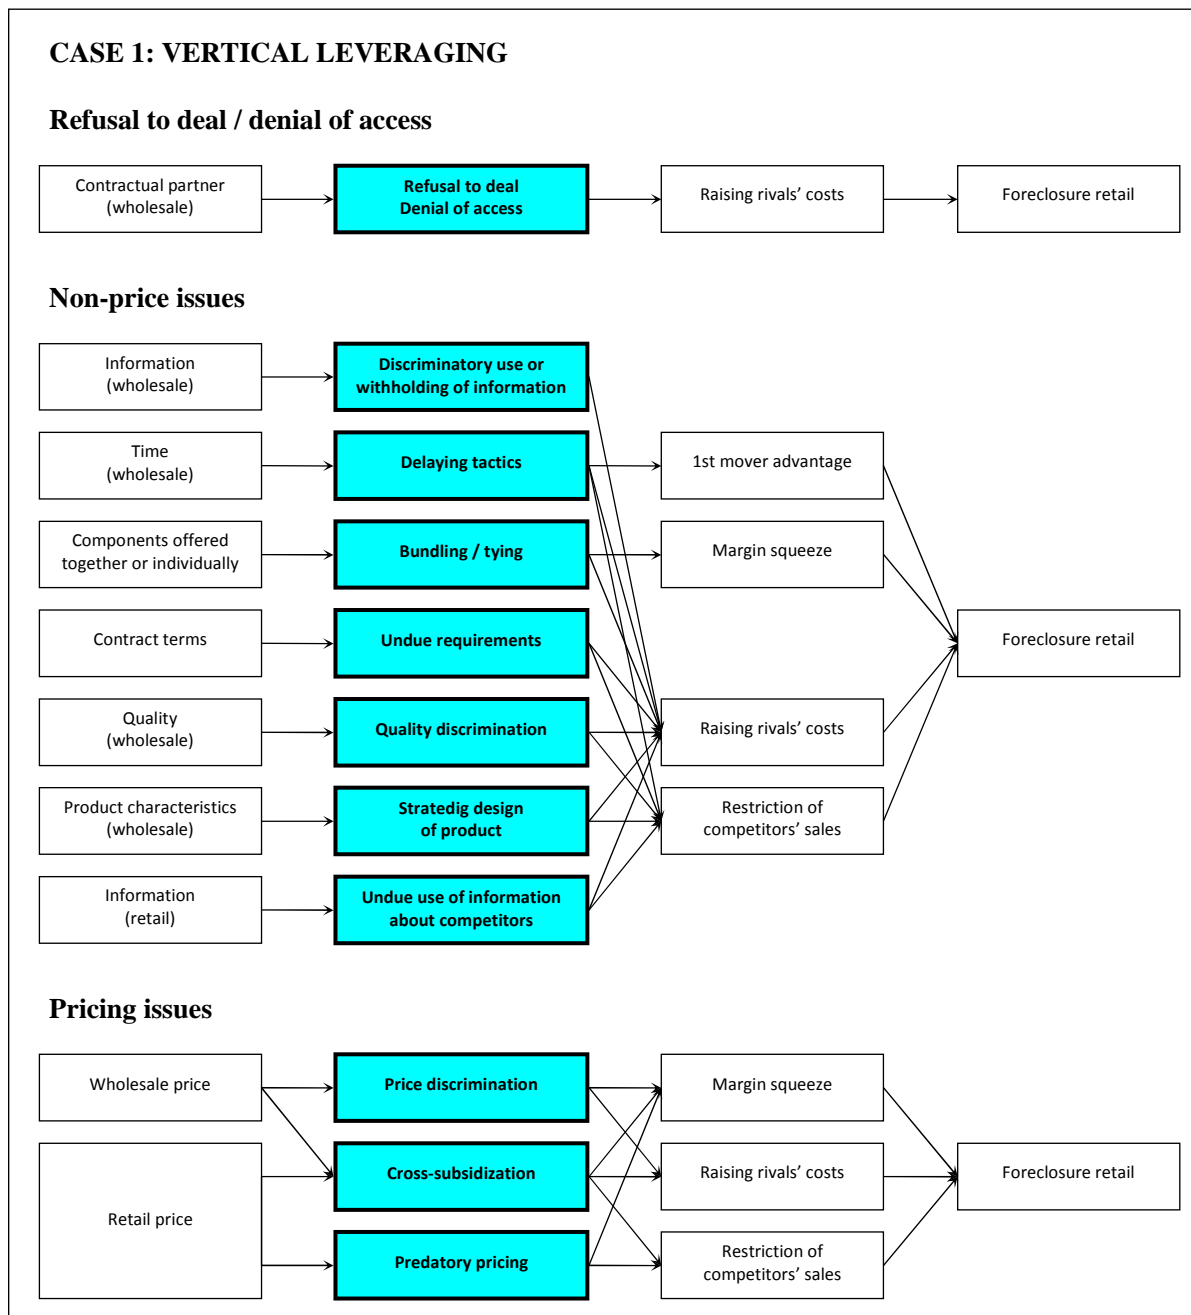 CASE 1: VERTICAL LEVERAGING
Refusal to deal / denial of access
Contractual partner
(wholesale)
Refusal to deal
Denial of access
Raising rivals’ costs
Foreclosure retail
Non-price issues
Information
(wholesale)
Discriminatory use or
withholding of information
Time
(wholesale)
Delaying tactics
1st mover advantage
Components offered
together or individually
Bundling / tying
Margin squeeze
Contract terms
Undue requirements
Foreclosure retail
Quality
(wholesale)
Quality discrimination
Raising rivals’ costs
Product characteristics
(wholesale)
Stratedig design
of product
Restriction of
competitors’ sales
Information
(retail)
Undue use of information
about competitors
Pricing issues
Wholesale price
Price discrimination
Margin squeeze
Retail price
Cross-subsidization
Raising rivals’ costs
Foreclosure retail
Predatory pricing
Restriction of
competitors’ sales